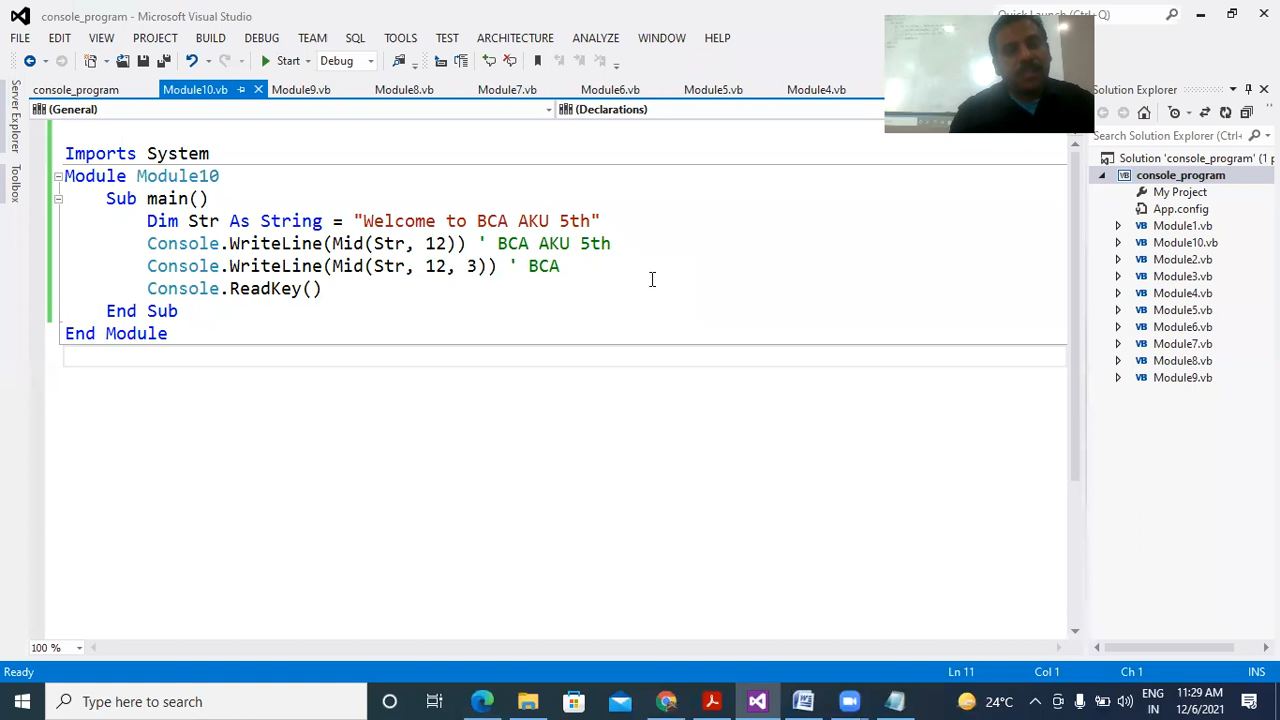 console_program - Microsoft Visual Studio
Quick Launch (Ctrl+Q)
FILE EDIT VIEW PROJECT DEBUG TEAM TOOLS TEST ARCHITECTURE ANALYZE WINDOW HELP
Start Debug
console_program Module10.vb Module9.vb Module8.vb Module7.vb Module6.vb Module5.vb Module4.vb
(General) (Declarations)
Server Explorer
Toolbox
Imports System
Module Module10
Sub main()
Dim Str As String = "Welcome to BCA AKU 5th"
Console.WriteLine(Mid(Str, 12)) ' BCA AKU 5th
Console.WriteLine(Mid(Str, 12, 3)) ' BCA
Console.ReadKey()
End Sub
End Module
100 %
Solution Explorer
Search Solution Explorer (Ctrl+
Solution 'console_program' (1 p
console_program
My Project
App.config
Module1.vb
Module10.vb
Module2.vb
Module3.vb
Module4.vb
Module5.vb
Module6.vb
Module7.vb
Module8.vb
Module9.vb
Ready Ln 11 Col 1 Ch 1 INS
Type here to search
24°C
ENG
IN
11:29 AM
12/6/2021